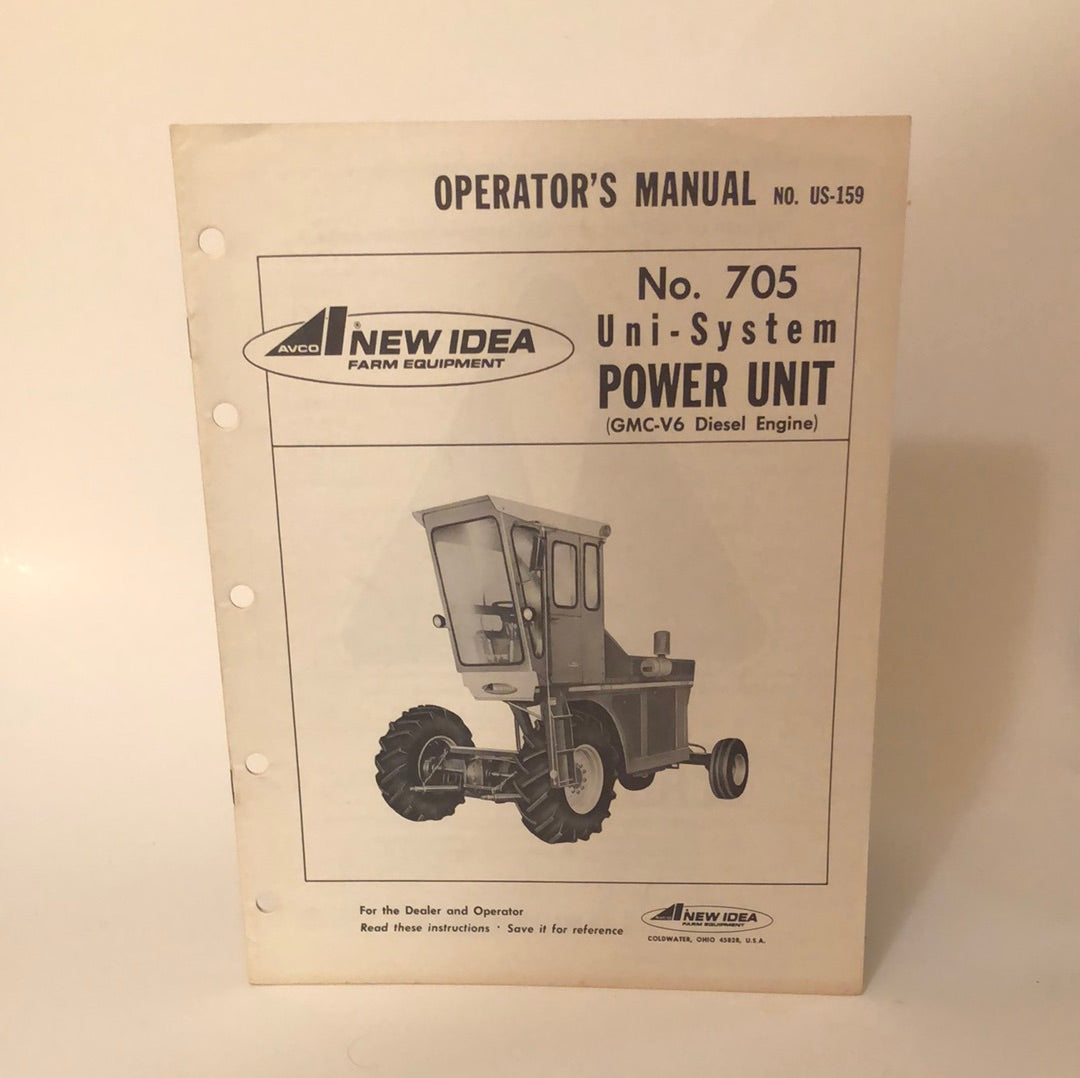 OPERATOR'S MANUAL NO. US-159
No. 705
Uni-System
POWER UNIT
(GMC-V6 Diesel Engine)
AVCO NEW IDEA ®
FARM EQUIPMENT
For the Dealer and Operator
Read these instructions · Save it for reference
AVCO NEW IDEA
FARM EQUIPMENT
COLDWATER, OHIO 45828, U.S.A.